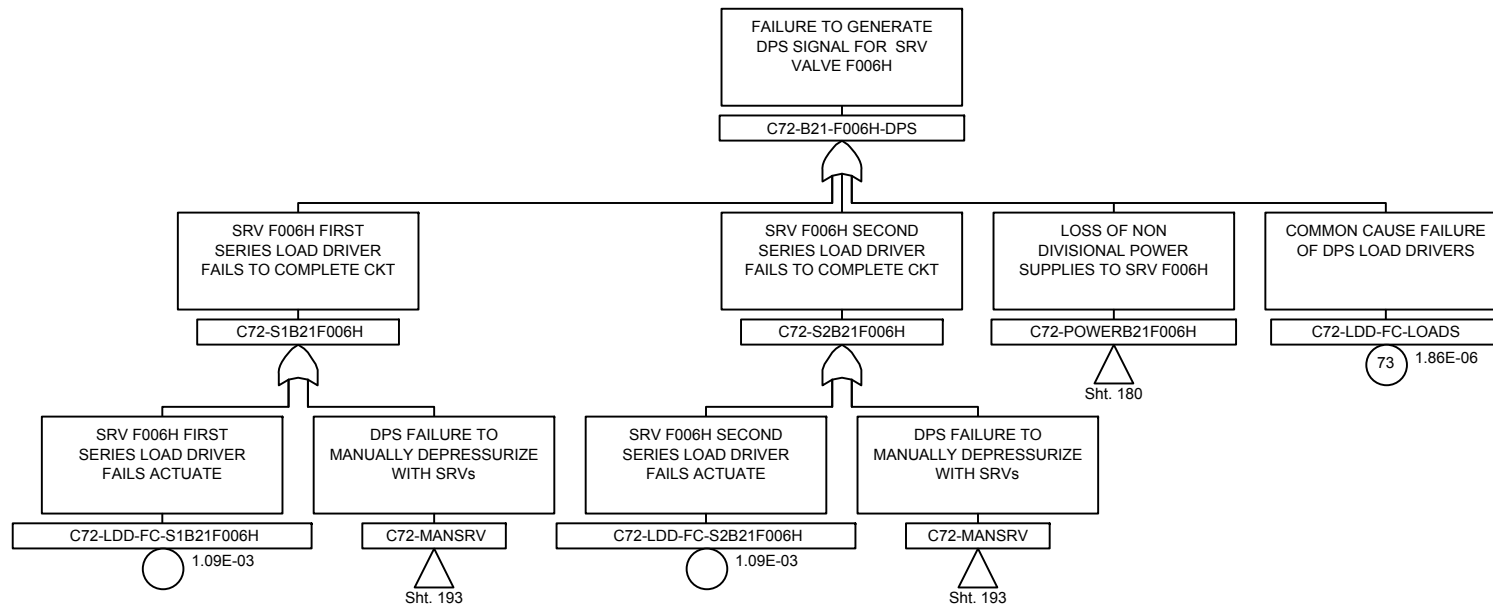 FAILURE TO GENERATE
DPS SIGNAL FOR SRV
VALVE F006H
C72-B21-F006H-DPS
SRV F006H FIRST
SERIES LOAD DRIVER
FAILS TO COMPLETE CKT
C72-S1B21F006H
SRV F006H SECOND
SERIES LOAD DRIVER
FAILS TO COMPLETE CKT
C72-S2B21F006H
LOSS OF NON
DIVISIONAL POWER
SUPPLIES TO SRV F006H
C72-POWERB21F006H
Sht. 180
COMMON CAUSE FAILURE
OF DPS LOAD DRIVERS
C72-LDD-FC-LOADS
73 1.86E-06
SRV F006H FIRST
SERIES LOAD DRIVER
FAILS ACTUATE
C72-LDD-FC-S1B21F006H
1.09E-03
DPS FAILURE TO
MANUALLY DEPRESSURIZE
WITH SRVs
C72-MANSRV
Sht. 193
SRV F006H SECOND
SERIES LOAD DRIVER
FAILS ACTUATE
C72-LDD-FC-S2B21F006H
1.09E-03
DPS FAILURE TO
MANUALLY DEPRESSURIZE
WITH SRVs
C72-MANSRV
Sht. 193